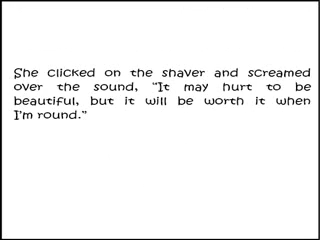 She clicked on the shaver and screamed
over the sound, "It may hurt to be
beautiful, but it will be worth it when
I'm round."